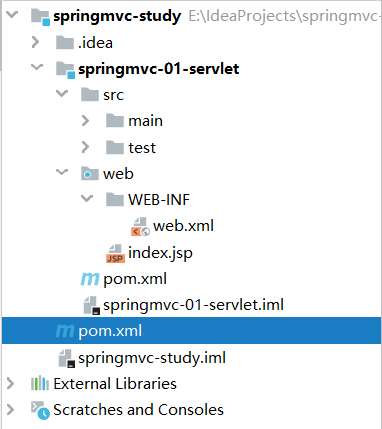 springmvc-study E:\IdeaProjects\springmvc-
.idea
springmvc-01-servlet
src
main
test
web
WEB-INF
web.xml
JSP index.jsp
m pom.xml
springmvc-01-servlet.iml
m pom.xml
springmvc-study.iml
External Libraries
Scratches and Consoles